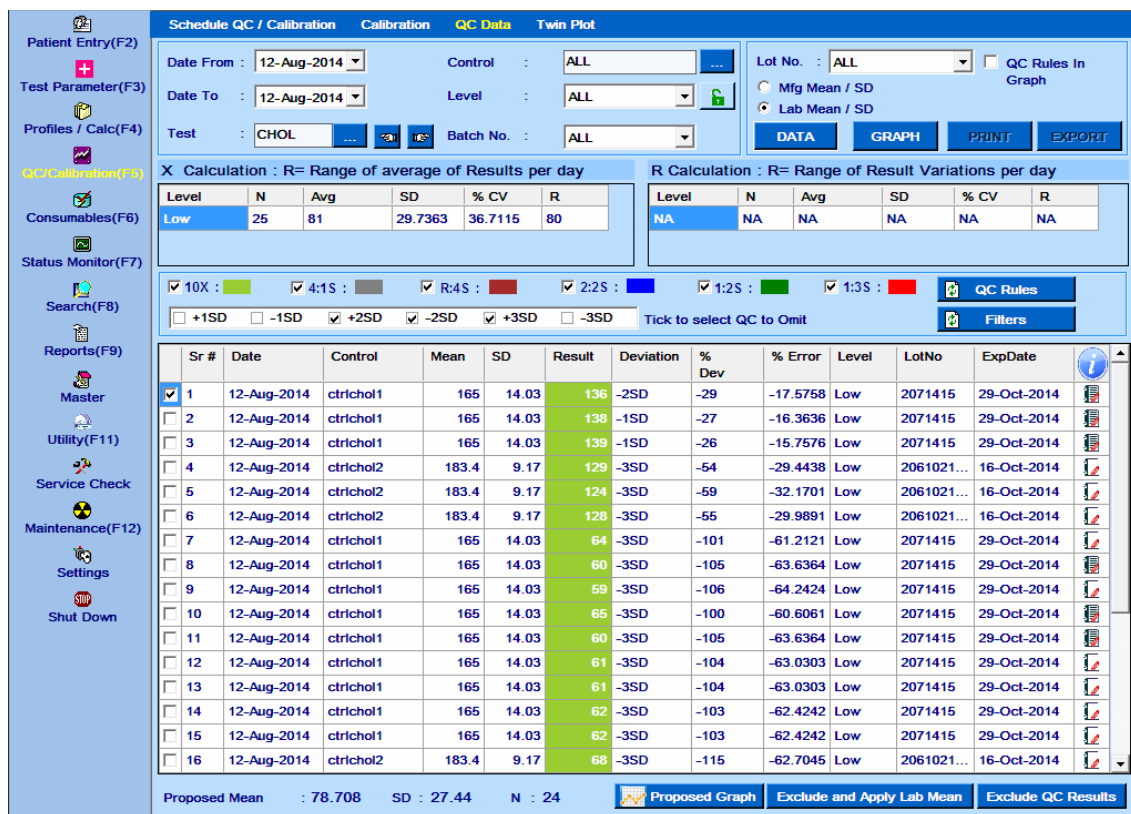 Schedule QC / Calibration Calibration QC Data Twin Plot
Patient Entry(F2)
Test Parameter(F3)
Profiles / Calc(F4)
QC/Calibration(F5)
Consumables(F6)
Status Monitor(F7)
Search(F8)
Reports(F9)
Master
Utility(F11)
Service Check
Maintenance(F12)
Settings
STOP
Shut Down
Date From : 12-Aug-2014 Control : ALL ...
Date To : 12-Aug-2014 Level : ALL
Test : CHOL ... Batch No. : ALL
Lot No. : ALL QC Rules In
Graph
Mfg Mean / SD
Lab Mean / SD
DATA GRAPH PRINT EXPORT
X Calculation : R= Range of average of Results per day
Level N Avg SD % CV R
Low 25 81 29.7363 36.7115 80
R Calculation : R= Range of Result Variations per day
Level N Avg SD % CV R
NA NA NA NA NA NA
10X : 4:1S : R:4S : 2:2S : 1:2S : 1:3S : QC Rules
+1SD -1SD +2SD -2SD +3SD -3SD Tick to select QC to Omit Filters
Sr # Date Control Mean SD Result Deviation % Dev % Error Level LotNo ExpDate i
1 12-Aug-2014 ctrlchol1 165 14.03 136 -2SD -29 -17.5758 Low 2071415 29-Oct-2014
2 12-Aug-2014 ctrlchol1 165 14.03 138 -1SD -27 -16.3636 Low 2071415 29-Oct-2014
3 12-Aug-2014 ctrlchol1 165 14.03 139 -1SD -26 -15.7576 Low 2071415 29-Oct-2014
4 12-Aug-2014 ctrlchol2 183.4 9.17 129 -3SD -54 -29.4438 Low 2061021... 16-Oct-2014
5 12-Aug-2014 ctrlchol2 183.4 9.17 124 -3SD -59 -32.1701 Low 2061021... 16-Oct-2014
6 12-Aug-2014 ctrlchol2 183.4 9.17 128 -3SD -55 -29.9891 Low 2061021... 16-Oct-2014
7 12-Aug-2014 ctrlchol1 165 14.03 64 -3SD -101 -61.2121 Low 2071415 29-Oct-2014
8 12-Aug-2014 ctrlchol1 165 14.03 60 -3SD -105 -63.6364 Low 2071415 29-Oct-2014
9 12-Aug-2014 ctrlchol1 165 14.03 59 -3SD -106 -64.2424 Low 2071415 29-Oct-2014
10 12-Aug-2014 ctrlchol1 165 14.03 65 -3SD -100 -60.6061 Low 2071415 29-Oct-2014
11 12-Aug-2014 ctrlchol1 165 14.03 60 -3SD -105 -63.6364 Low 2071415 29-Oct-2014
12 12-Aug-2014 ctrlchol1 165 14.03 61 -3SD -104 -63.0303 Low 2071415 29-Oct-2014
13 12-Aug-2014 ctrlchol1 165 14.03 61 -3SD -104 -63.0303 Low 2071415 29-Oct-2014
14 12-Aug-2014 ctrlchol1 165 14.03 62 -3SD -103 -62.4242 Low 2071415 29-Oct-2014
15 12-Aug-2014 ctrlchol1 165 14.03 62 -3SD -103 -62.4242 Low 2071415 29-Oct-2014
16 12-Aug-2014 ctrlchol2 183.4 9.17 68 -3SD -115 -62.7045 Low 2061021... 16-Oct-2014
Proposed Mean : 78.708 SD : 27.44 N : 24 Proposed Graph Exclude and Apply Lab Mean Exclude QC Results